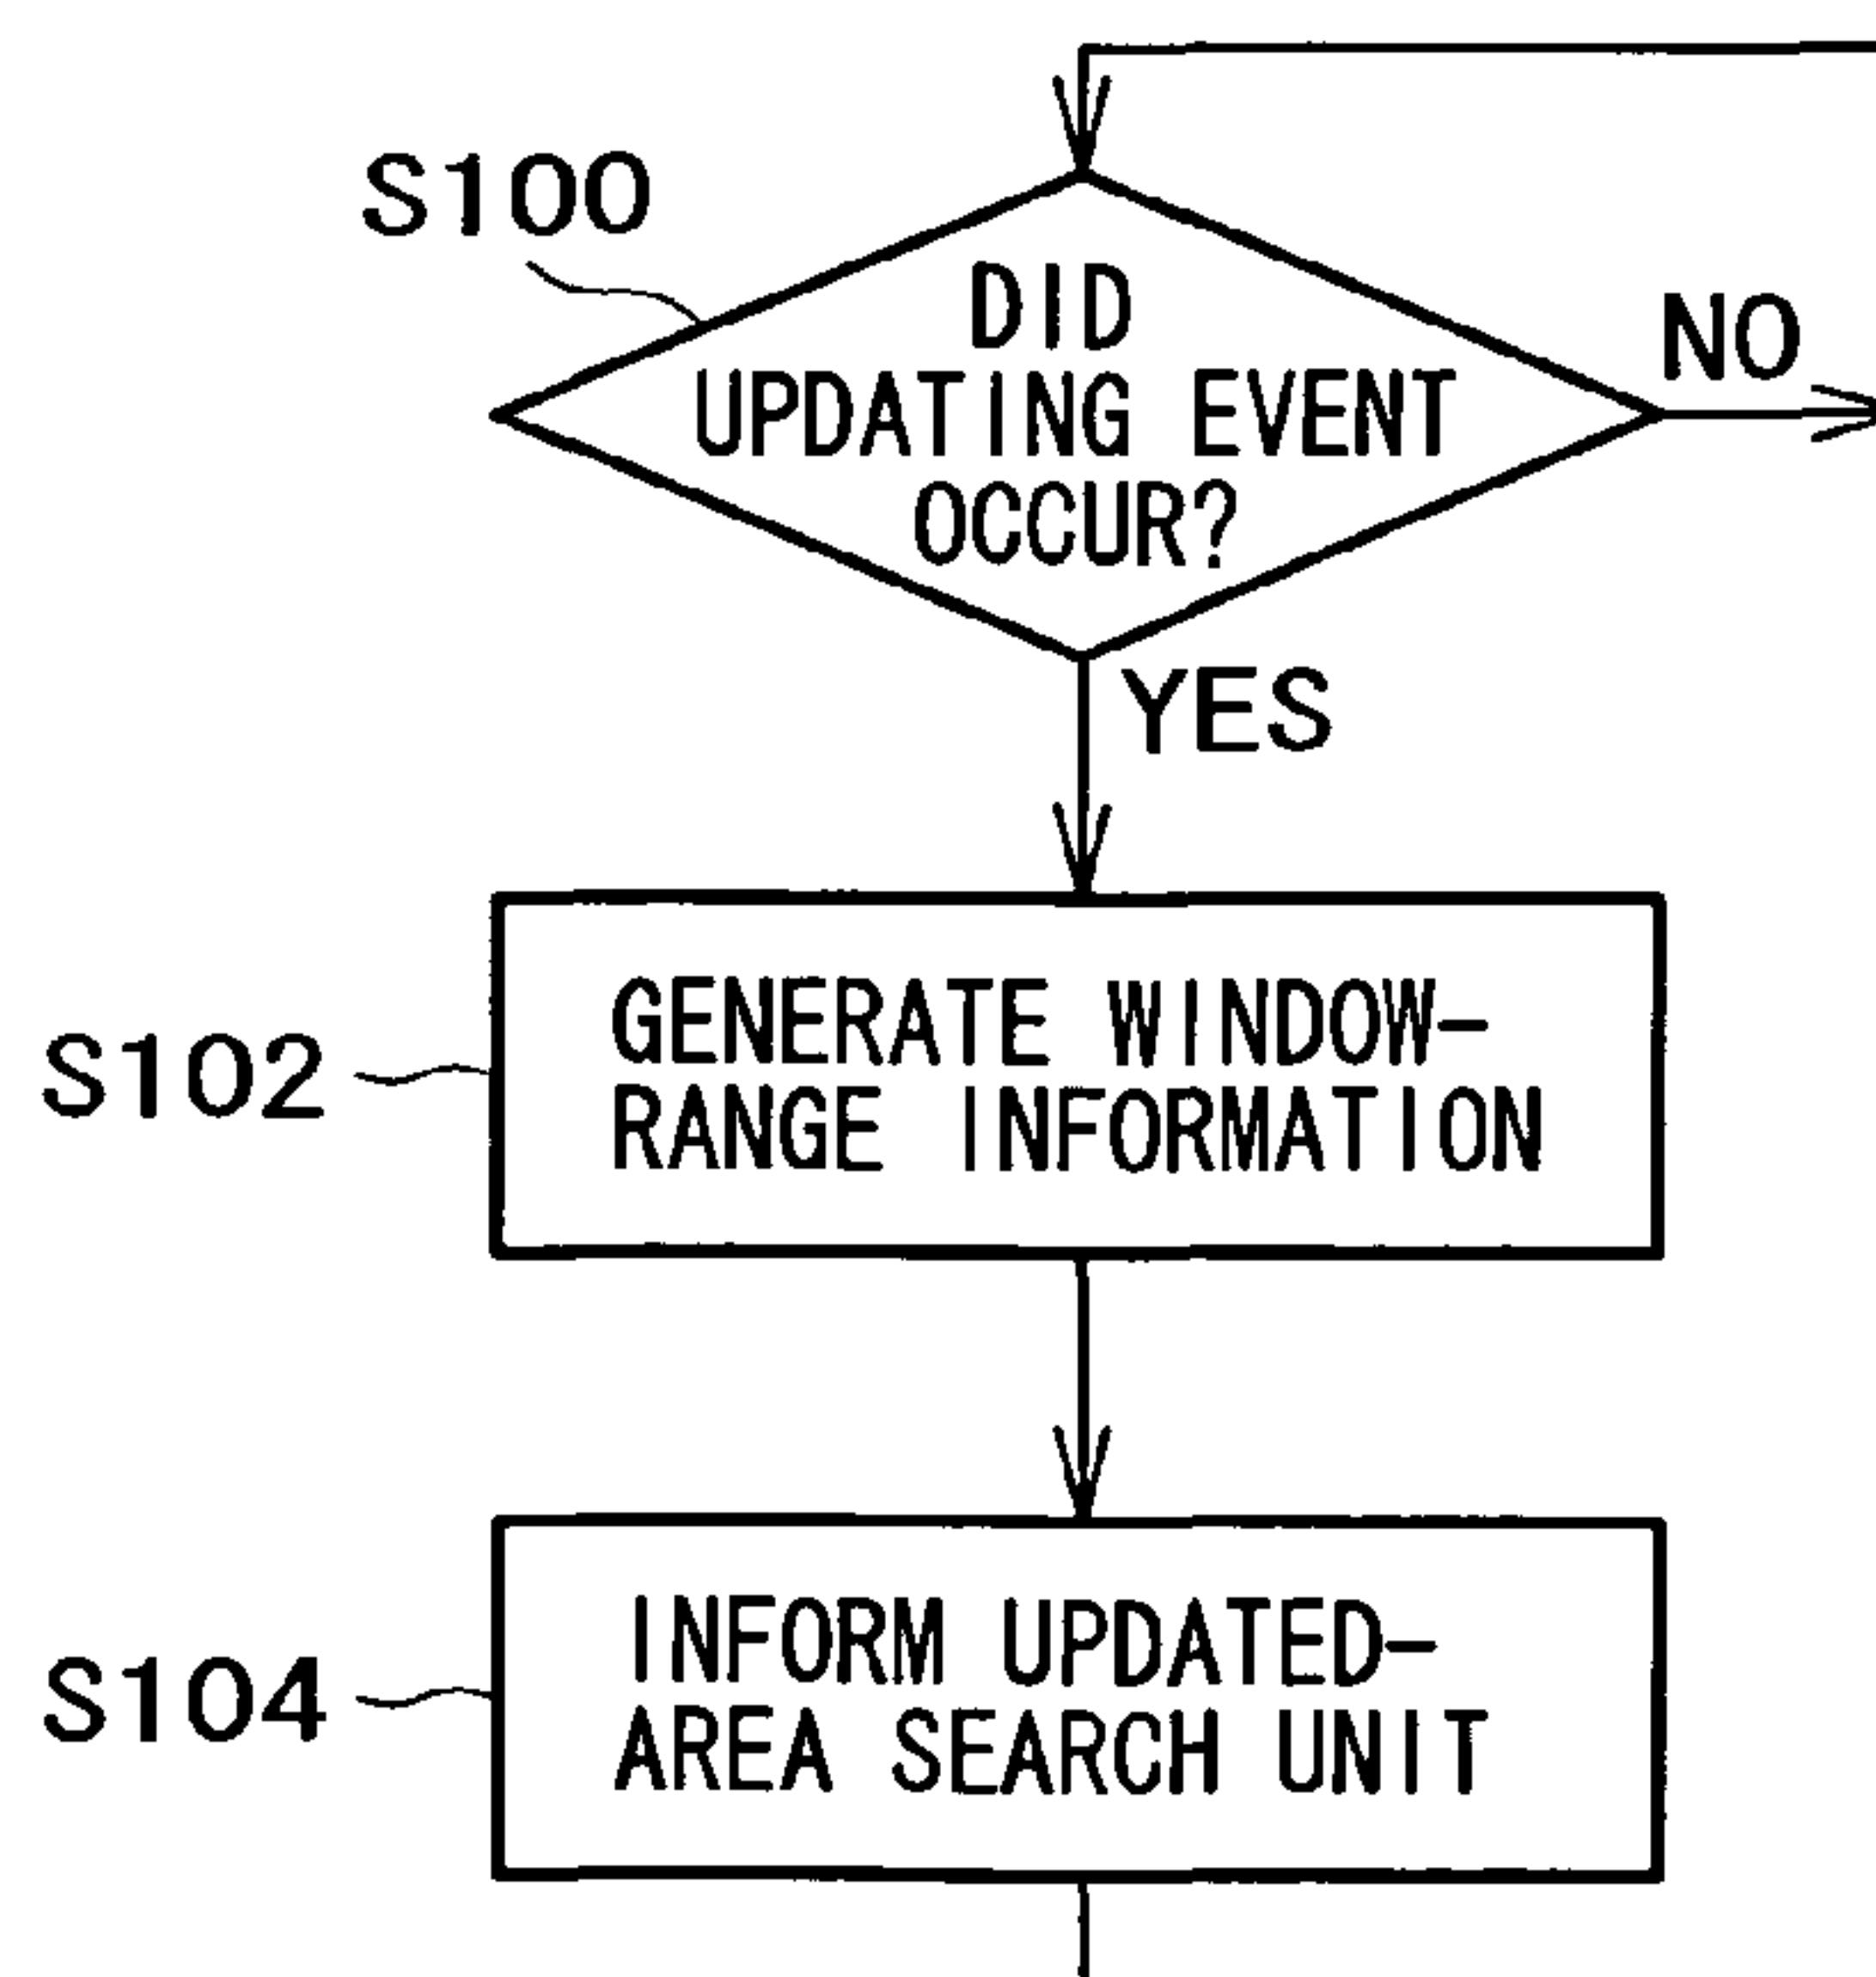 S100
DID
UPDATING EVENT
OCCUR?
NO
YES
S102
GENERATE WINDOW-
RANGE INFORMATION
S104
INFORM UPDATED-
AREA SEARCH UNIT